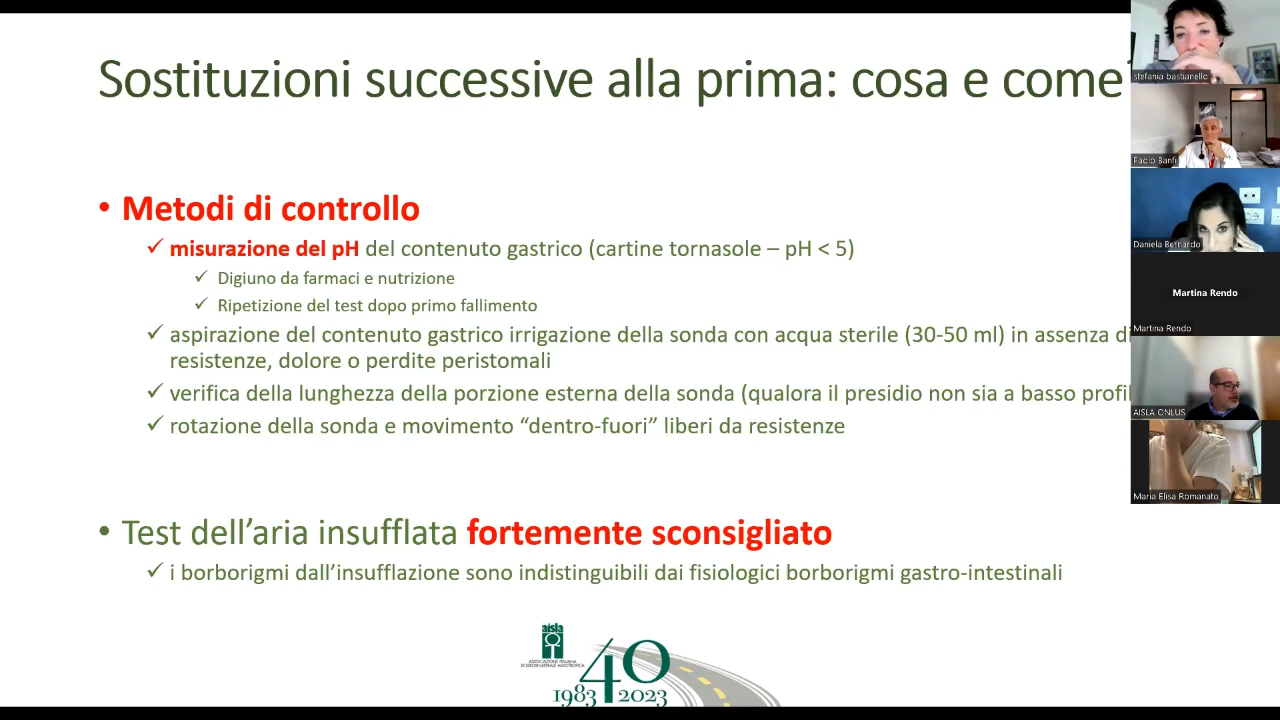 Sostituzioni successive alla prima: cosa e come
• Metodi di controllo
✓ misurazione del pH del contenuto gastrico (cartine tornasole – pH < 5)
✓ Digiuno da farmaci e nutrizione
✓ Ripetizione del test dopo primo fallimento
✓ aspirazione del contenuto gastrico irrigazione della sonda con acqua sterile (30-50 ml) in assenza di
resistenze, dolore o perdite peristomali
✓ verifica della lunghezza della porzione esterna della sonda (qualora il presidio non sia a basso profil
✓ rotazione della sonda e movimento “dentro-fuori” liberi da resistenze
• Test dell’aria insufflata fortemente sconsigliato
✓ i borborigmi dall’insufflazione sono indistinguibili dai fisiologici borborigmi gastro-intestinali
aisla
ASSOCIAZIONE ITALIANA
SCLEROSI LATERALE AMIOTROFICA
40
1983 2023
stefania bastianello
Paolo Banfi
Daniela Bernardo
Martina Rendo
Martina Rendo
AISLA ONLUS
Maria Elisa Romanato